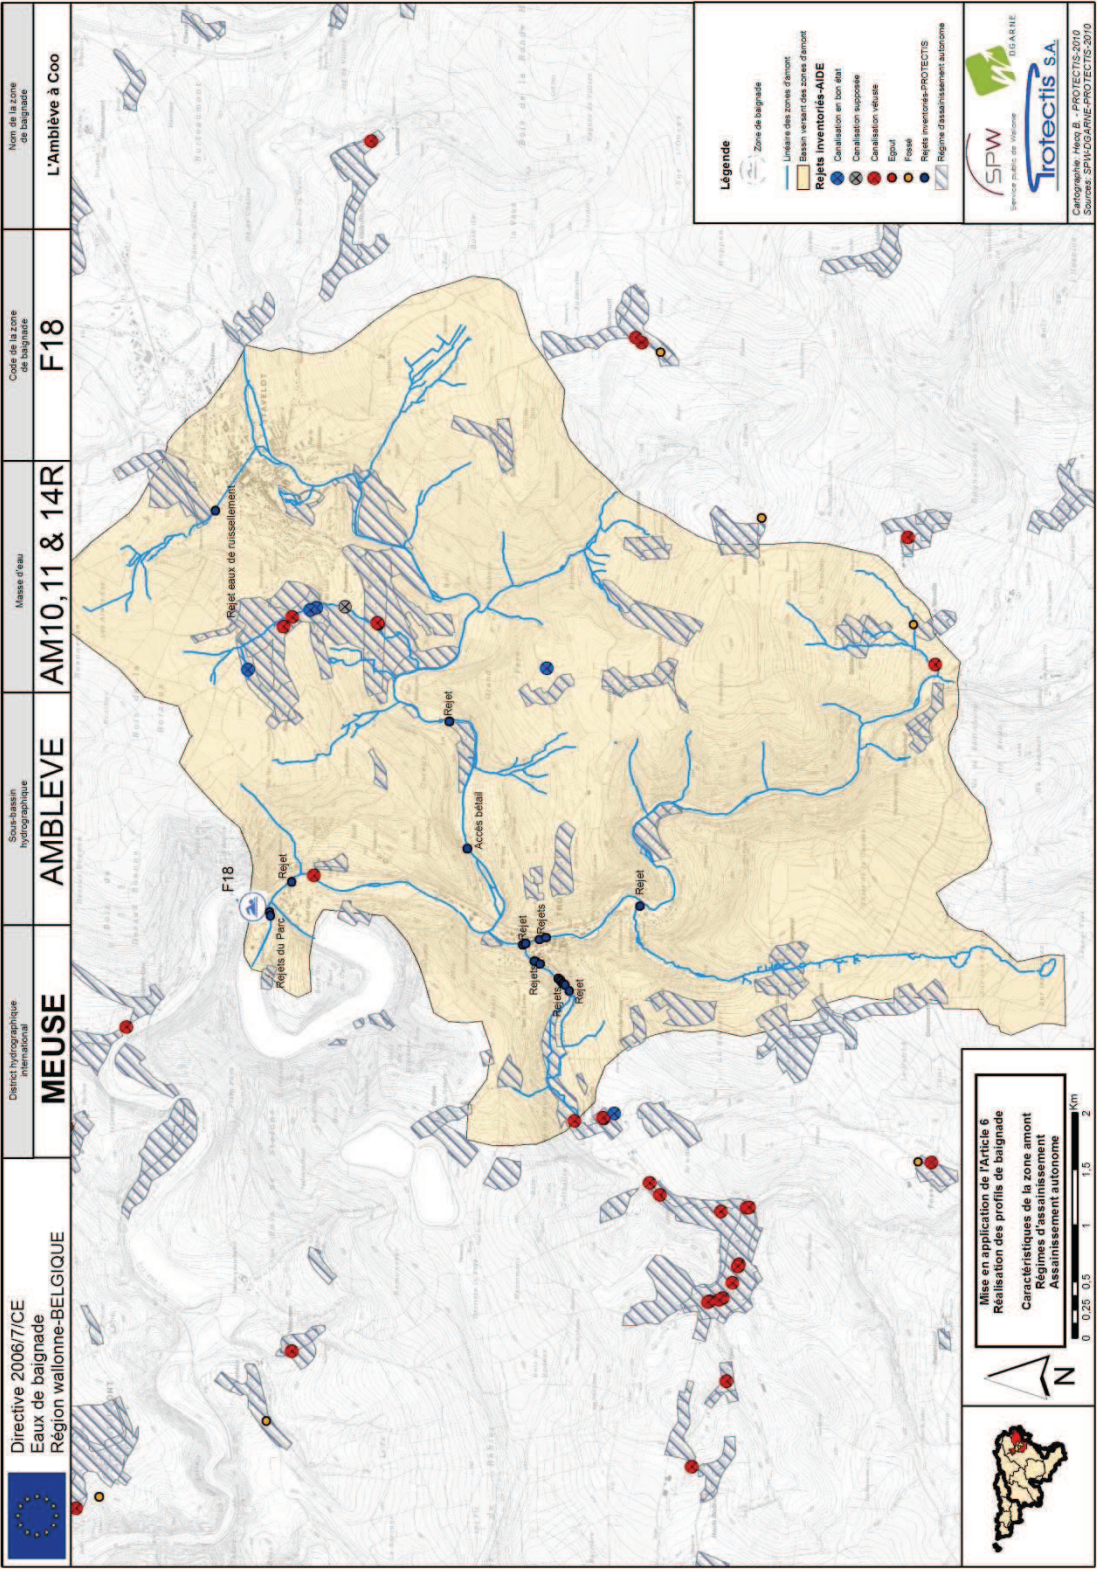 Directive 2006/7/CE
Eaux de baignade
Région wallonne-BELGIQUE
District hydrographique
international
MEUSE
Sous-bassin
hydrographique
AMBLEVE
Masse d'eau
AM10,11 & 14R
Code de la zone
de baignade
F18
Nom de la zone
de baignade
L'Amblève à Coo
F18
Rejets du Parc
Rejet
Rejet eaux de ruissellement
Rejet
Accès bétail
Rejet
Rejets
Rejets
Rejets
Rejet
Rejet
Légende
Zone de baignade
Linéaire des zones d'amont
Bassin versant des zones d'amont
Rejets inventoriés-AIDE
Canalisation en bon état
Canalisation supposée
Canalisation vétuste
Egout
Fossé
Rejets inventoriés-PROTECTIS
Régime d'assainissement autonome
SPW
Service public de Wallonie
DGARNE
Protectis S.A.
Cartographie: Hecq B. - PROTECTIS-2010
Sources: SPW-DGARNE-PROTECTIS-2010
N
Mise en application de l'Article 6
Réalisation des profils de baignade
Caractéristiques de la zone amont
Régimes d'assainissement
Assainissement autonome
0 0.25 0.5 1 1.5 2
Km